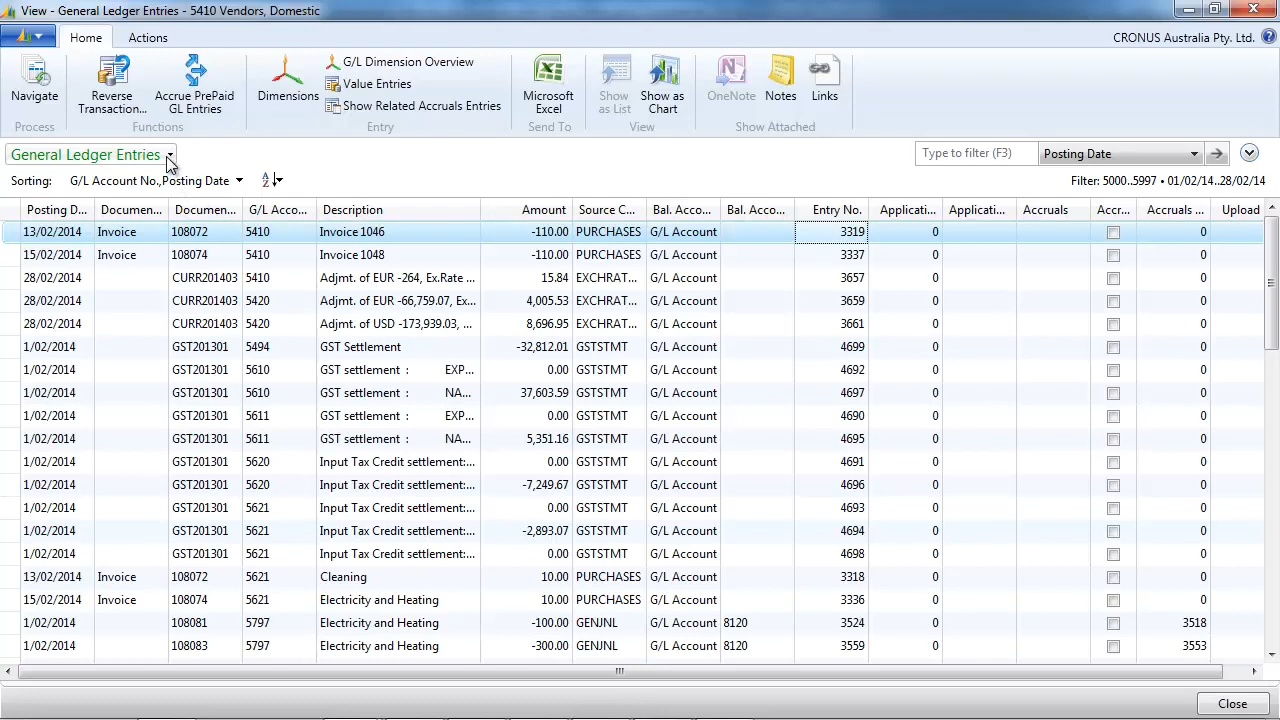 View - General Ledger Entries - 5410 Vendors, Domestic
Home Actions CRONUS Australia Pty. Ltd.
Navigate
Reverse Transaction...
Accrue PrePaid GL Entries
Dimensions
G/L Dimension Overview
Value Entries
Show Related Accruals Entries
Microsoft Excel
Show as List
Show as Chart
OneNote
Notes
Links
Process Functions Entry Send To View Show Attached
General Ledger Entries Type to filter (F3) Posting Date
Sorting: G/L Account No.,Posting Date Filter: 5000..5997 • 01/02/14..28/02/14
Posting D... Documen... Documen... G/L Acco... Description Amount Source C... Bal. Acco... Bal. Acco... Entry No. Applicati... Applicati... Accruals Accr... Accruals ... Upload
13/02/2014 Invoice 108072 5410 Invoice 1046 -110.00 PURCHASES G/L Account 3319 0 0
15/02/2014 Invoice 108074 5410 Invoice 1048 -110.00 PURCHASES G/L Account 3337 0 0
28/02/2014 CURR201403 5410 Adjmt. of EUR -264, Ex.Rate ... 15.84 EXCHRAT... G/L Account 3657 0 0
28/02/2014 CURR201403 5420 Adjmt. of EUR -66,759.07, Ex... 4,005.53 EXCHRAT... G/L Account 3659 0 0
28/02/2014 CURR201403 5420 Adjmt. of USD -173,939.03, ... 8,696.95 EXCHRAT... G/L Account 3661 0 0
1/02/2014 GST201301 5494 GST Settlement -32,812.01 GSTSTMT G/L Account 4699 0 0
1/02/2014 GST201301 5610 GST settlement : EXP... 0.00 GSTSTMT G/L Account 4692 0 0
1/02/2014 GST201301 5610 GST settlement : NA... 37,603.59 GSTSTMT G/L Account 4697 0 0
1/02/2014 GST201301 5611 GST settlement : EXP... 0.00 GSTSTMT G/L Account 4690 0 0
1/02/2014 GST201301 5611 GST settlement : NA... 5,351.16 GSTSTMT G/L Account 4695 0 0
1/02/2014 GST201301 5620 Input Tax Credit settlement:... 0.00 GSTSTMT G/L Account 4691 0 0
1/02/2014 GST201301 5620 Input Tax Credit settlement:... -7,249.67 GSTSTMT G/L Account 4696 0 0
1/02/2014 GST201301 5621 Input Tax Credit settlement:... 0.00 GSTSTMT G/L Account 4693 0 0
1/02/2014 GST201301 5621 Input Tax Credit settlement:... -2,893.07 GSTSTMT G/L Account 4694 0 0
1/02/2014 GST201301 5621 Input Tax Credit settlement:... 0.00 GSTSTMT G/L Account 4698 0 0
13/02/2014 Invoice 108072 5621 Cleaning 10.00 PURCHASES G/L Account 3318 0 0
15/02/2014 Invoice 108074 5621 Electricity and Heating 10.00 PURCHASES G/L Account 3336 0 0
1/02/2014 108081 5797 Electricity and Heating -100.00 GENJNL G/L Account 8120 3524 0 3518
1/02/2014 108083 5797 Electricity and Heating -300.00 GENJNL G/L Account 8120 3559 0 3553
Close